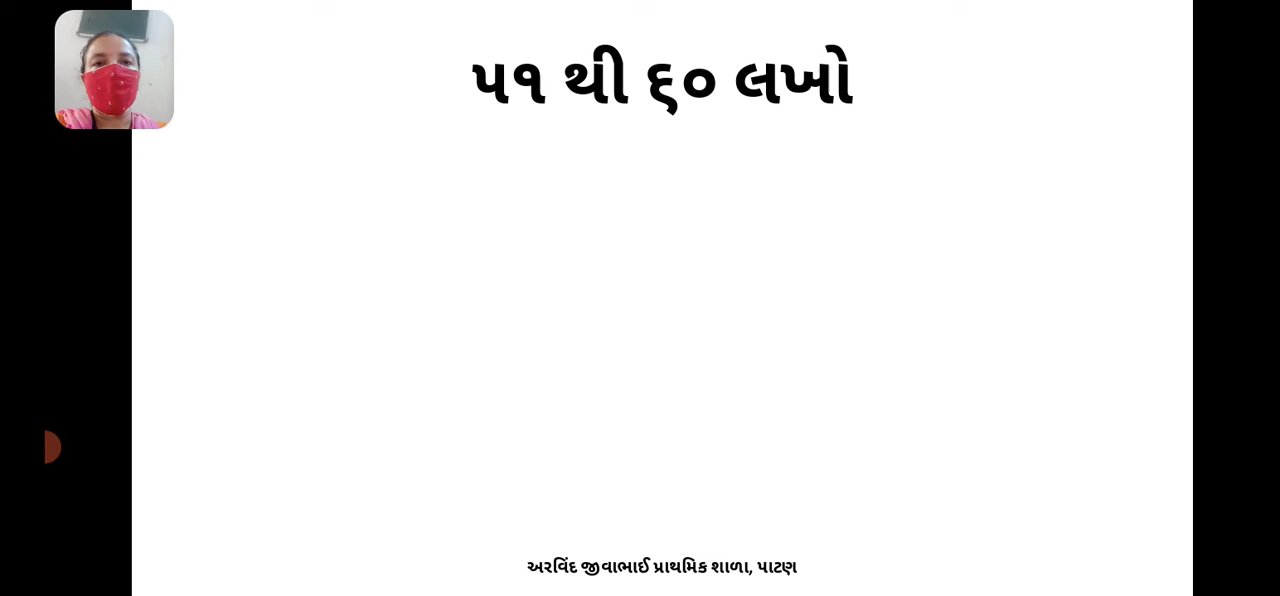 ૫૧ થી ૬૦ લખો
અરવિંદ જીવાભાઈ પ્રાથમિક શાળા, પાટણ